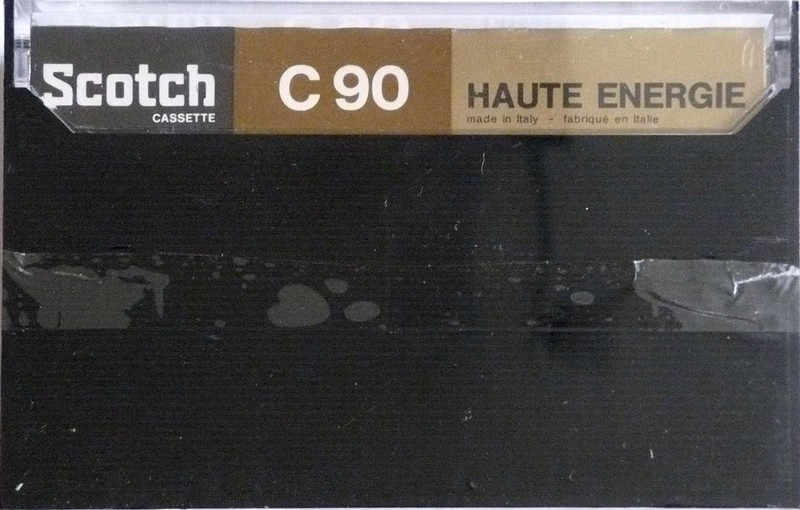 Scotch
CASSETTE
C 90
HAUTE ENERGIE
made in Italy - fabriqué en Italie